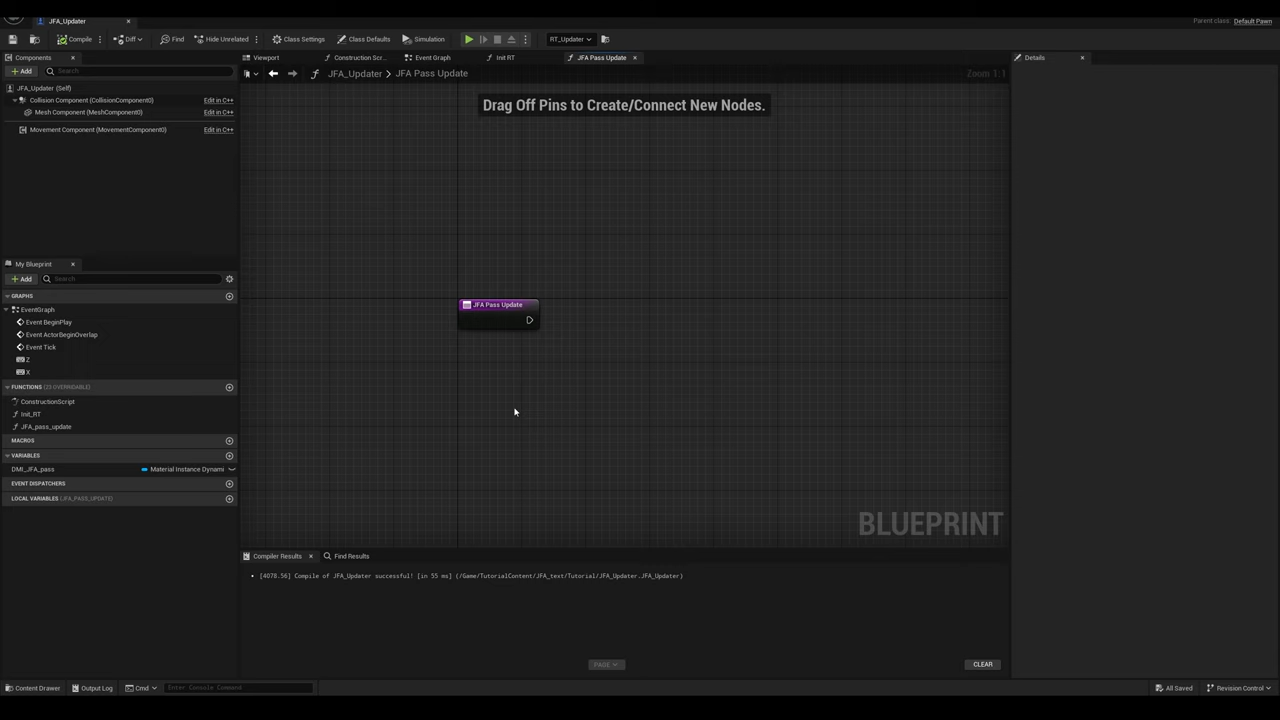 JFA_Updater
Parent class: Default Pawn
Compile
Diff
Find
Hide Unrelated
Class Settings
Class Defaults
Simulation
RT_Updater
Components
Viewport
Construction Scr...
Event Graph
Init RT
JFA Pass Update
Details
Add
Search
JFA_Updater > JFA Pass Update
Zoom 1:1
JFA_Updater (Self)
Collision Component (CollisionComponent0) Edit in C++
Mesh Component (MeshComponent0) Edit in C++
Movement Component (MovementComponent0) Edit in C++
Drag Off Pins to Create/Connect New Nodes.
My Blueprint
Add
Search
GRAPHS
EventGraph
Event BeginPlay
Event ActorBeginOverlap
Event Tick
Z
X
FUNCTIONS (23 OVERRIDABLE)
ConstructionScript
Init_RT
JFA_pass_update
MACROS
VARIABLES
DMI_JFA_pass Material Instance Dynami
EVENT DISPATCHERS
LOCAL VARIABLES (JFA_PASS_UPDATE)
JFA Pass Update
BLUEPRINT
Compiler Results
Find Results
[4078.56] Compile of JFA_Updater successful! [in 55 ms] (/Game/TutorialContent/JFA_text/Tutorial/JFA_Updater.JFA_Updater)
PAGE
CLEAR
Content Drawer
Output Log
Cmd
Enter Console Command
All Saved
Revision Control